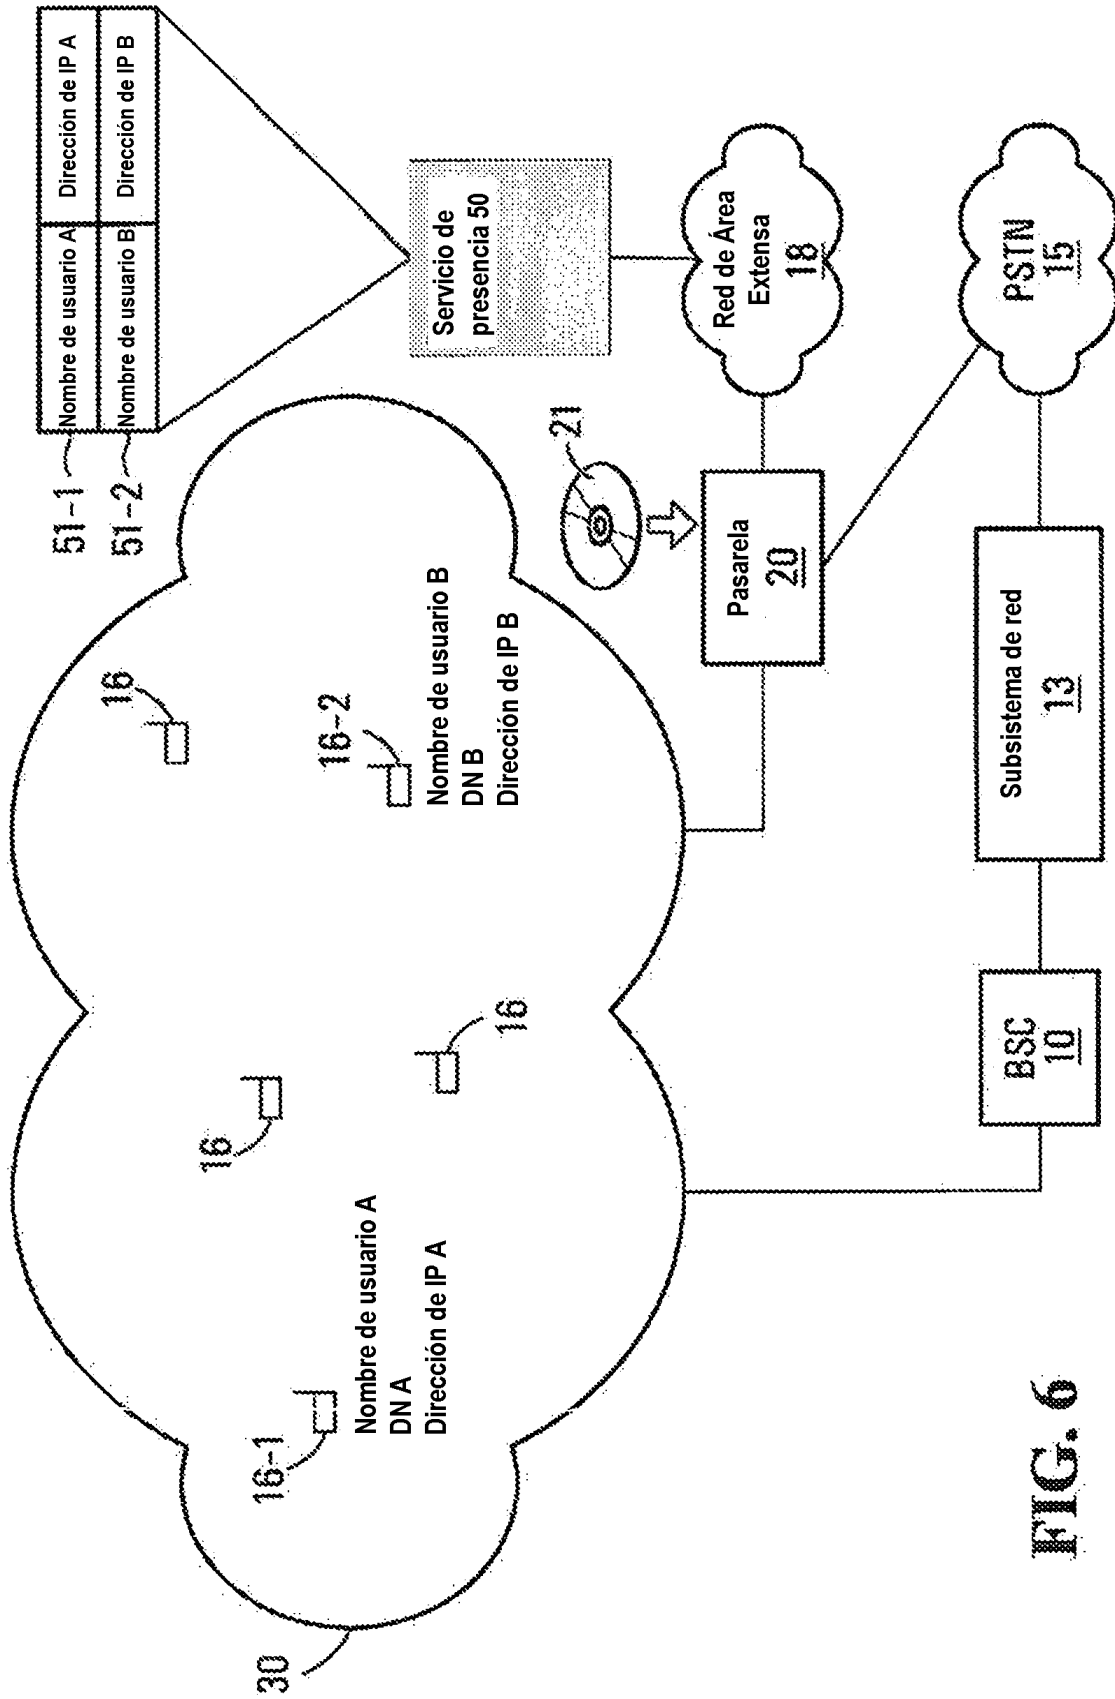 51-1
Nombre de usuario A
Dirección de IP A
51-2
Nombre de usuario B
Dirección de IP B
Servicio de
presencia 50
16
16
16-2
Nombre de usuario B
DN B
Dirección de IP B
16
16-1
Nombre de usuario A
DN A
Dirección de IP A
30
21
Pasarela
20
Red de Área
Extensa
18
BSC
10
Subsistema de red
13
PSTN
15
FIG. 6